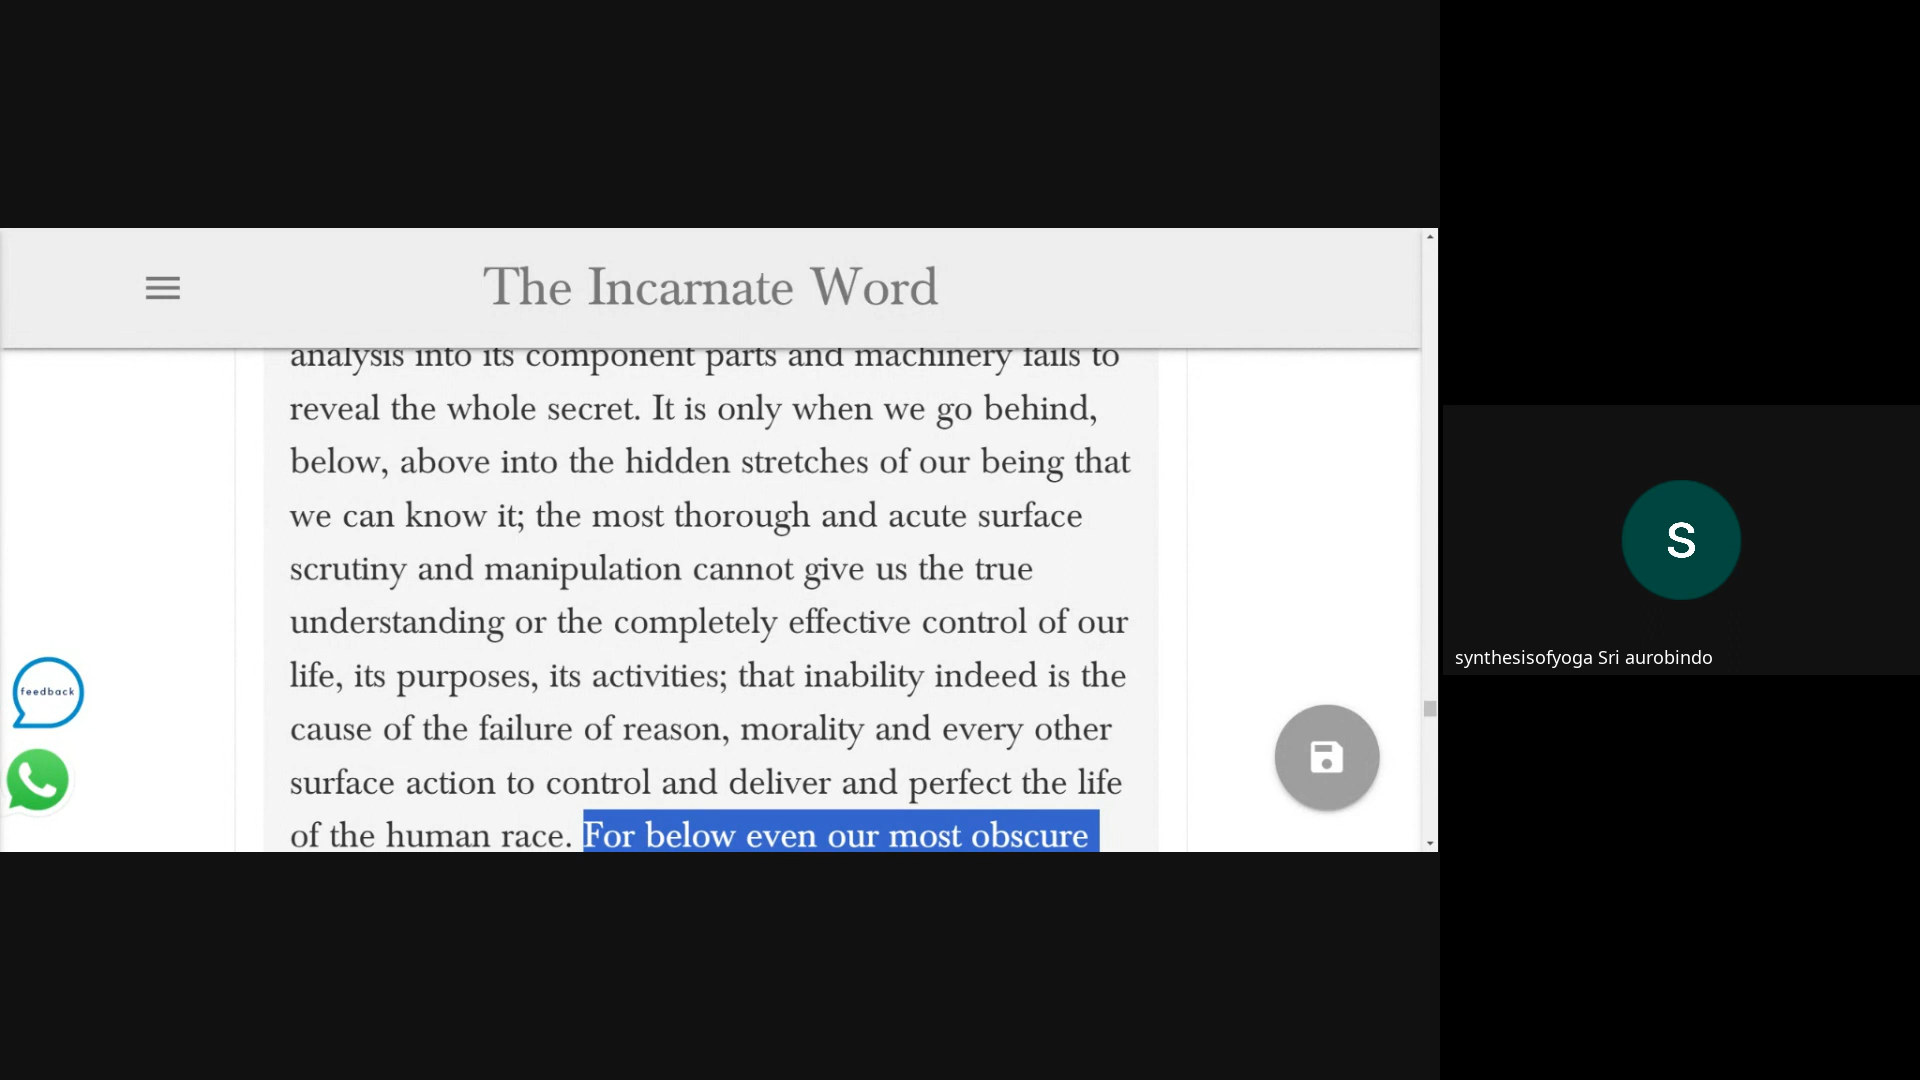 The Incarnate Word
analysis into its component parts and machinery fails to
reveal the whole secret. It is only when we go behind,
below, above into the hidden stretches of our being that
we can know it; the most thorough and acute surface
scrutiny and manipulation cannot give us the true
understanding or the completely effective control of our
life, its purposes, its activities; that inability indeed is the
cause of the failure of reason, morality and every other
surface action to control and deliver and perfect the life
of the human race. For below even our most obscure
feedback
S
synthesisofyoga Sri aurobindo